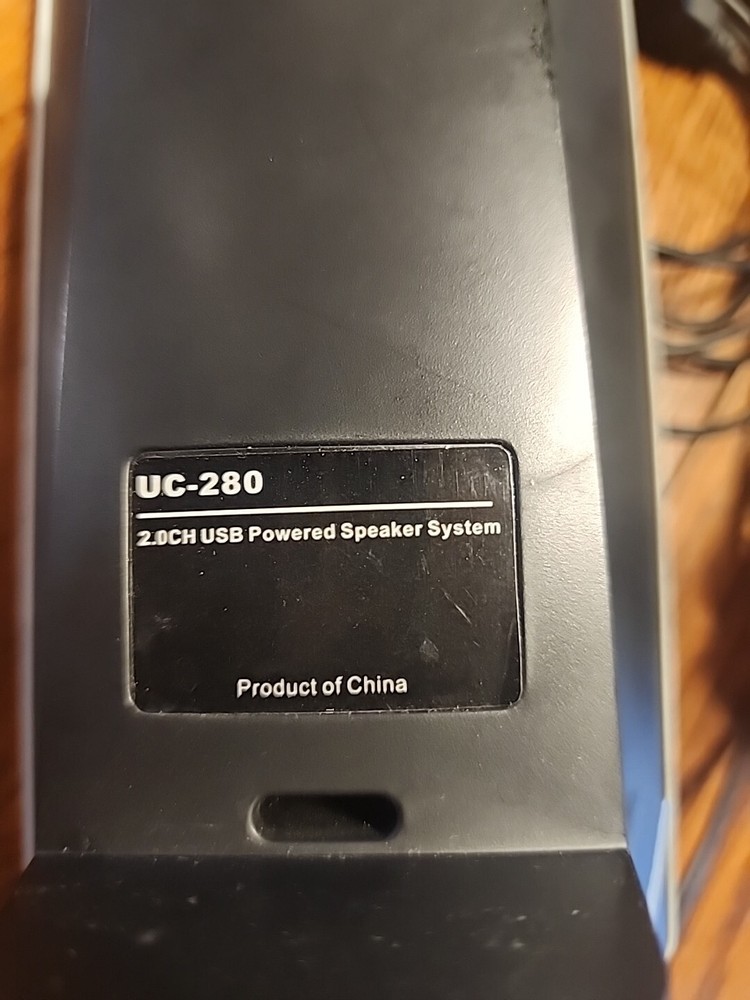 UC-280
2.0CH USB Powered Speaker System
Product of China